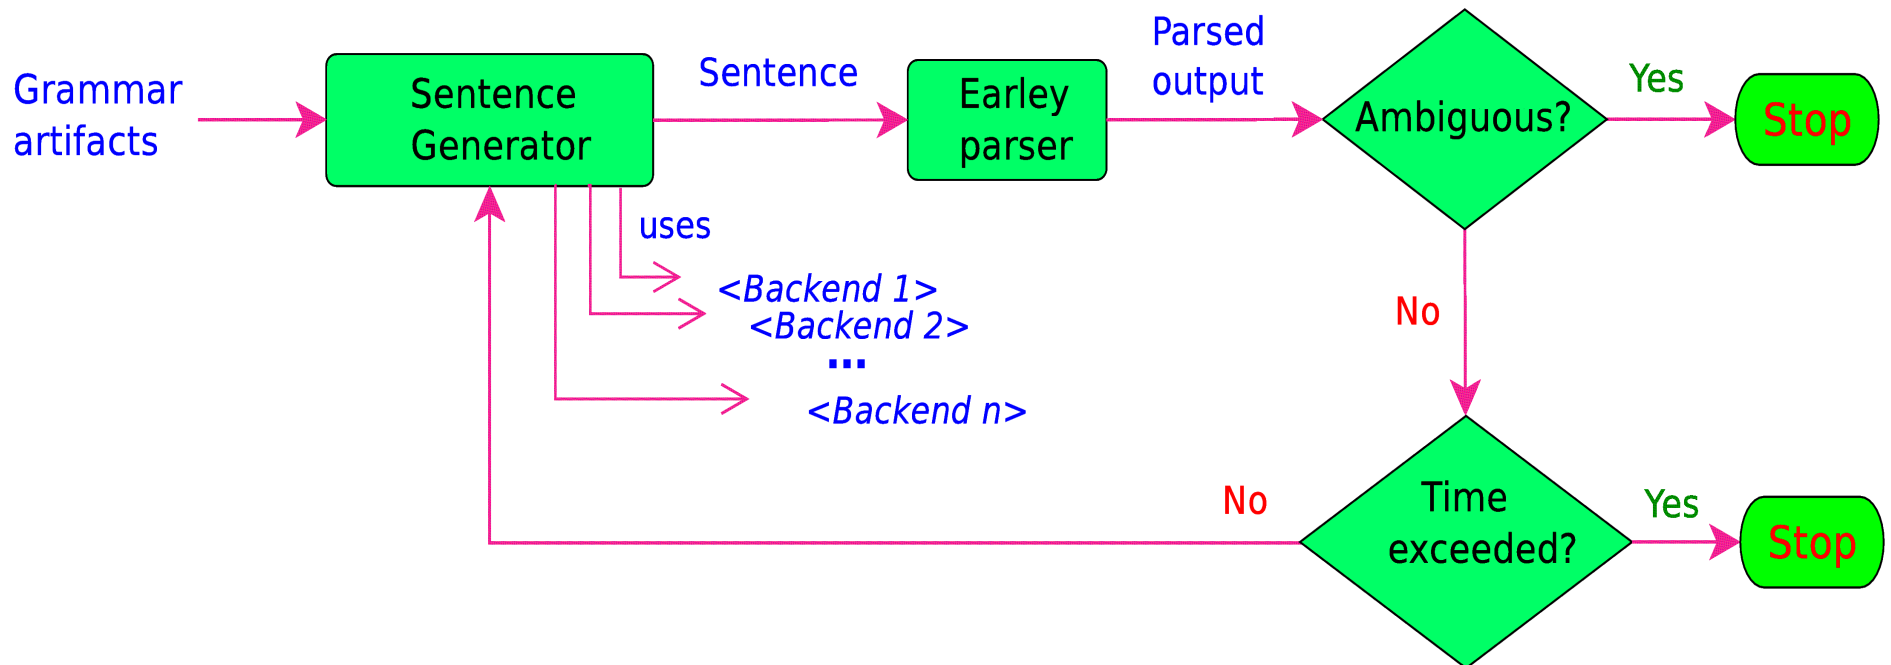 Grammar
artifacts
Sentence
Generator
Sentence
Earley
parser
Parsed
output
Ambiguous?
Yes
Stop
uses
<Backend 1>
<Backend 2>
...
<Backend n>
No
Time
exceeded?
No
Yes
Stop